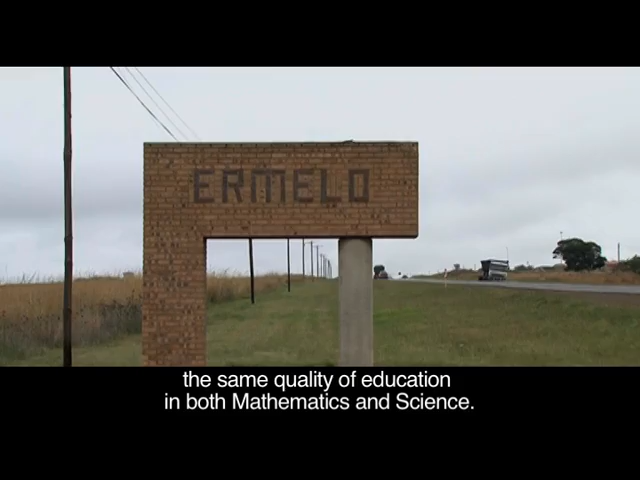 ERMELO
the same quality of education
in both Mathematics and Science.